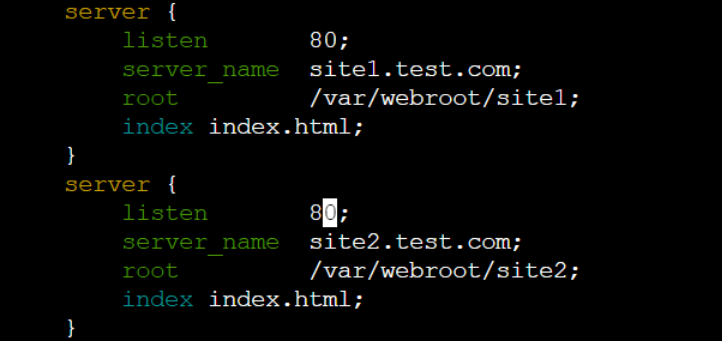 server {
listen 80;
server_name site1.test.com;
root /var/webroot/site1;
index index.html;
}
server {
listen 80;
server_name site2.test.com;
root /var/webroot/site2;
index index.html;
}